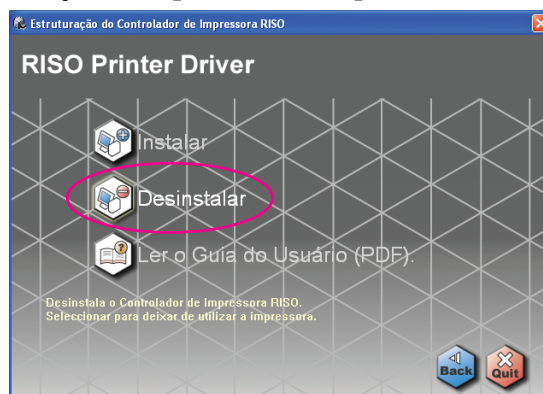 Estruturação do Controlador de Impressora RISO
RISO Printer Driver
Instalar
Desinstalar
Ler o Guia do Usuário (PDF).
Desinstala o Controlador de Impressora RISO.
Seleccionar para deixar de utilizar a impressora.
Back
Quit